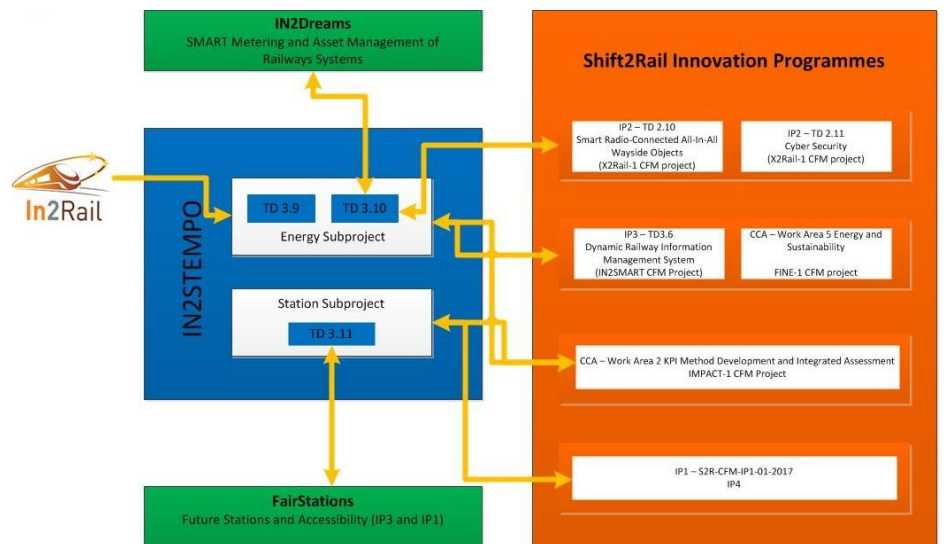 IN2Dreams
SMART Metering and Asset Management of
Railways Systems
Shift2Rail Innovation Programmes
In2Rail
IN2STEMPO
TD 3.9
TD 3.10
Energy Subproject
Station Subproject
TD 3.11
FairStations
Future Stations and Accessibility (IP3 and IP1)
IP2 – TD 2.10
Smart Radio-Connected All-In-All
Wayside Objects
(X2Rail-1 CFM project)
IP2 – TD 2.11
Cyber Security
(X2Rail-1 CFM project)
IP3 – TD3.6
Dynamic Railway Information
Management System
(IN2SMART CFM Project)
CCA – Work Area 5 Energy and
Sustainability
FINE-1 CFM project
CCA – Work Area 2 KPI Method Development and Integrated Assessment
IMPACT-1 CFM Project
IP1 – S2R-CFM-IP1-01-2017
IP4